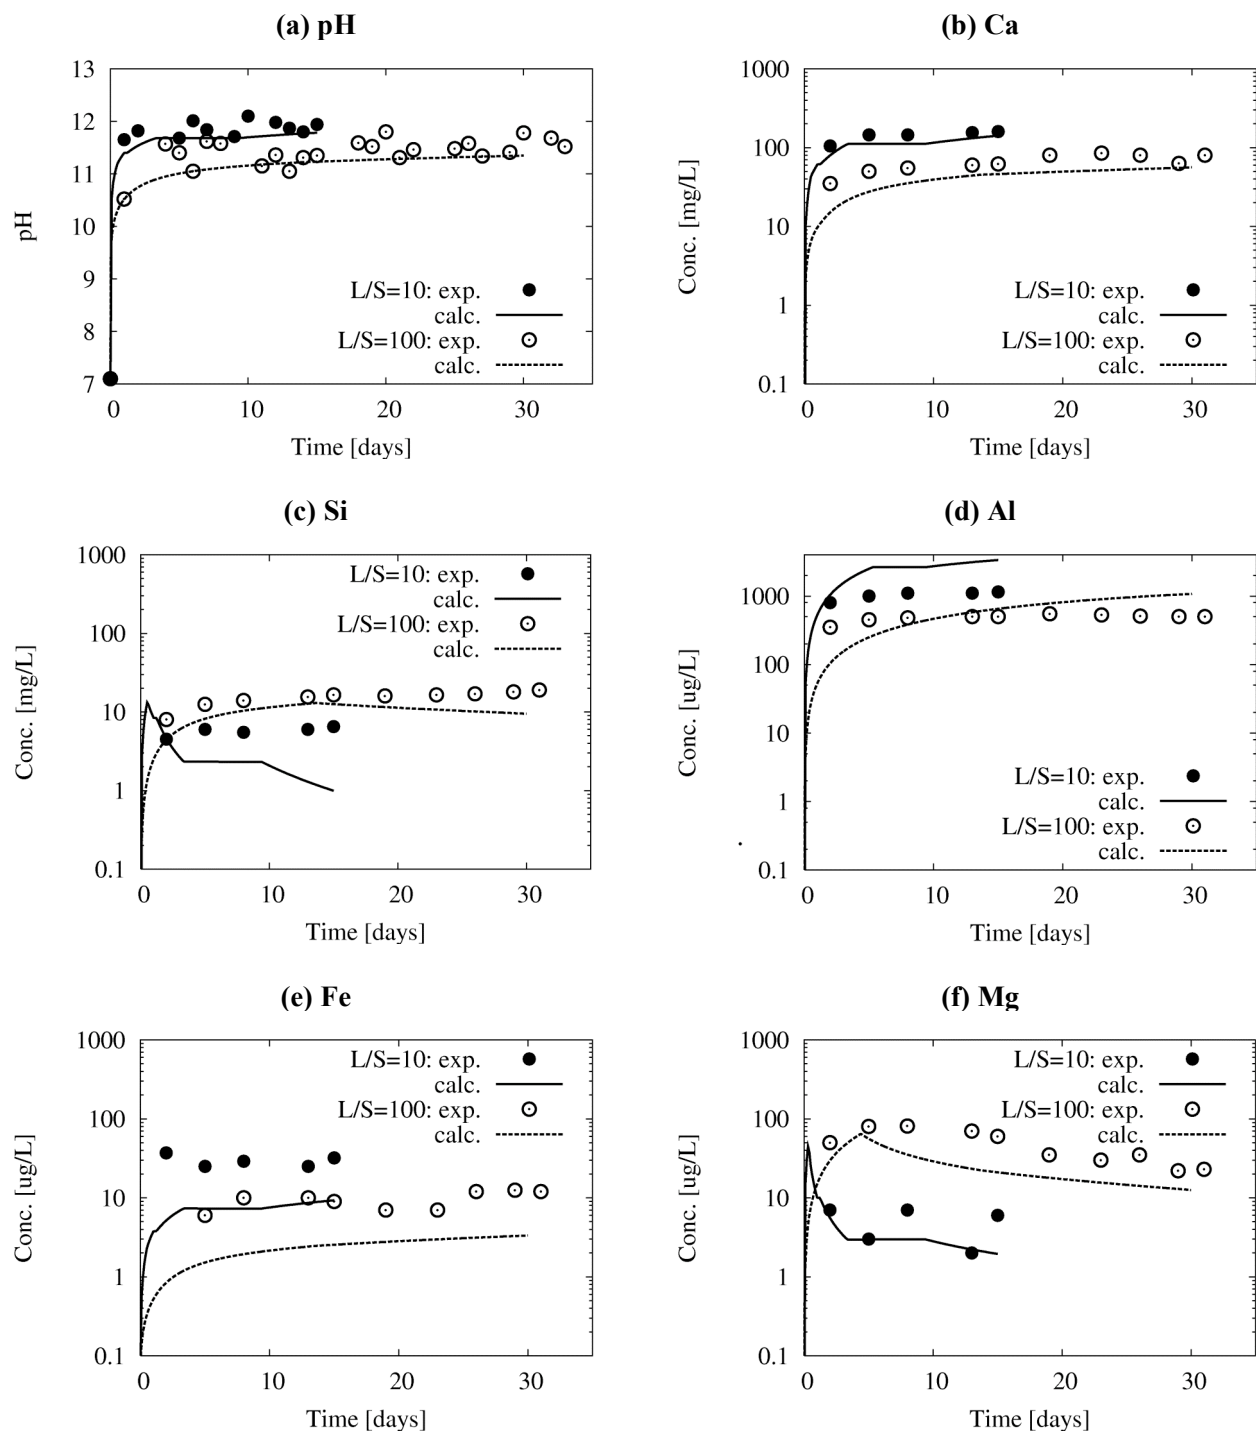 (a) pH
13
12
11
10
9
8
7
pH
L/S=10: exp.
calc.
L/S=100: exp.
calc.
0 10 20 30
Time [days]
(b) Ca
1000
100
10
1
0.1
Conc. [mg/L]
L/S=10: exp.
calc.
L/S=100: exp.
calc.
0 10 20 30
Time [days]
(c) Si
1000
100
10
1
0.1
Conc. [mg/L]
L/S=10: exp.
calc.
L/S=100: exp.
calc.
0 10 20 30
Time [days]
(d) Al
1000
100
10
1
0.1
Conc. [ug/L]
L/S=10: exp.
calc.
L/S=100: exp.
calc.
0 10 20 30
Time [days]
(e) Fe
1000
100
10
1
0.1
Conc. [ug/L]
L/S=10: exp.
calc.
L/S=100: exp.
calc.
0 10 20 30
Time [days]
(f) Mg
1000
100
10
1
0.1
Conc. [ug/L]
L/S=10: exp.
calc.
L/S=100: exp.
calc.
0 10 20 30
Time [days]